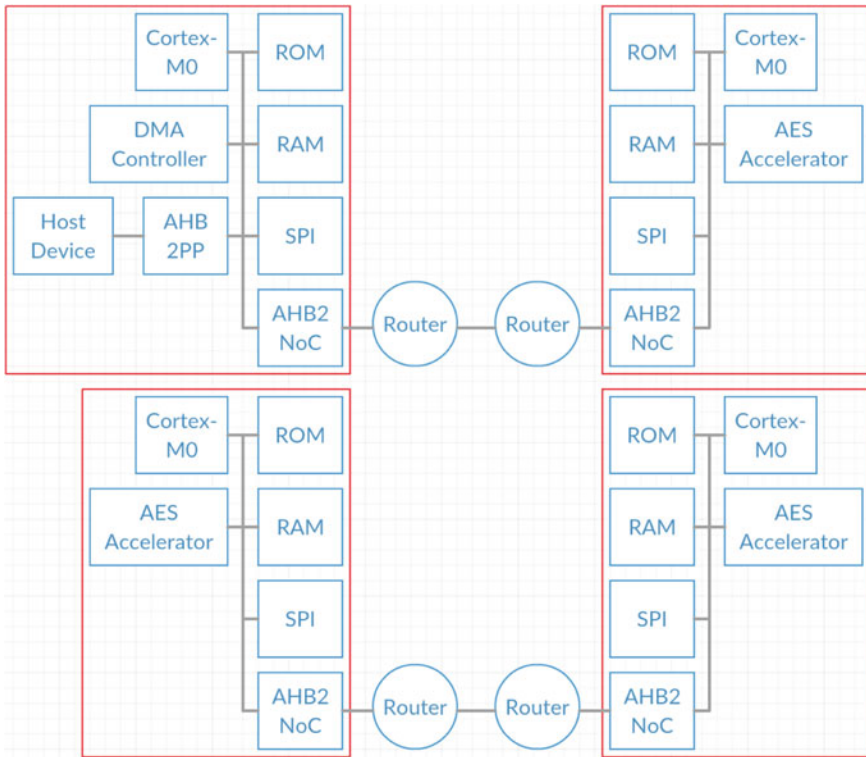 Cortex-
M0
ROM
DMA
Controller
RAM
Host
Device
AHB
2PP
SPI
AHB2
NoC
Router
Router
ROM
Cortex-
M0
RAM
AES
Accelerator
SPI
AHB2
NoC
Cortex-
M0
ROM
AES
Accelerator
RAM
SPI
AHB2
NoC
Router
Router
ROM
Cortex-
M0
RAM
AES
Accelerator
SPI
AHB2
NoC